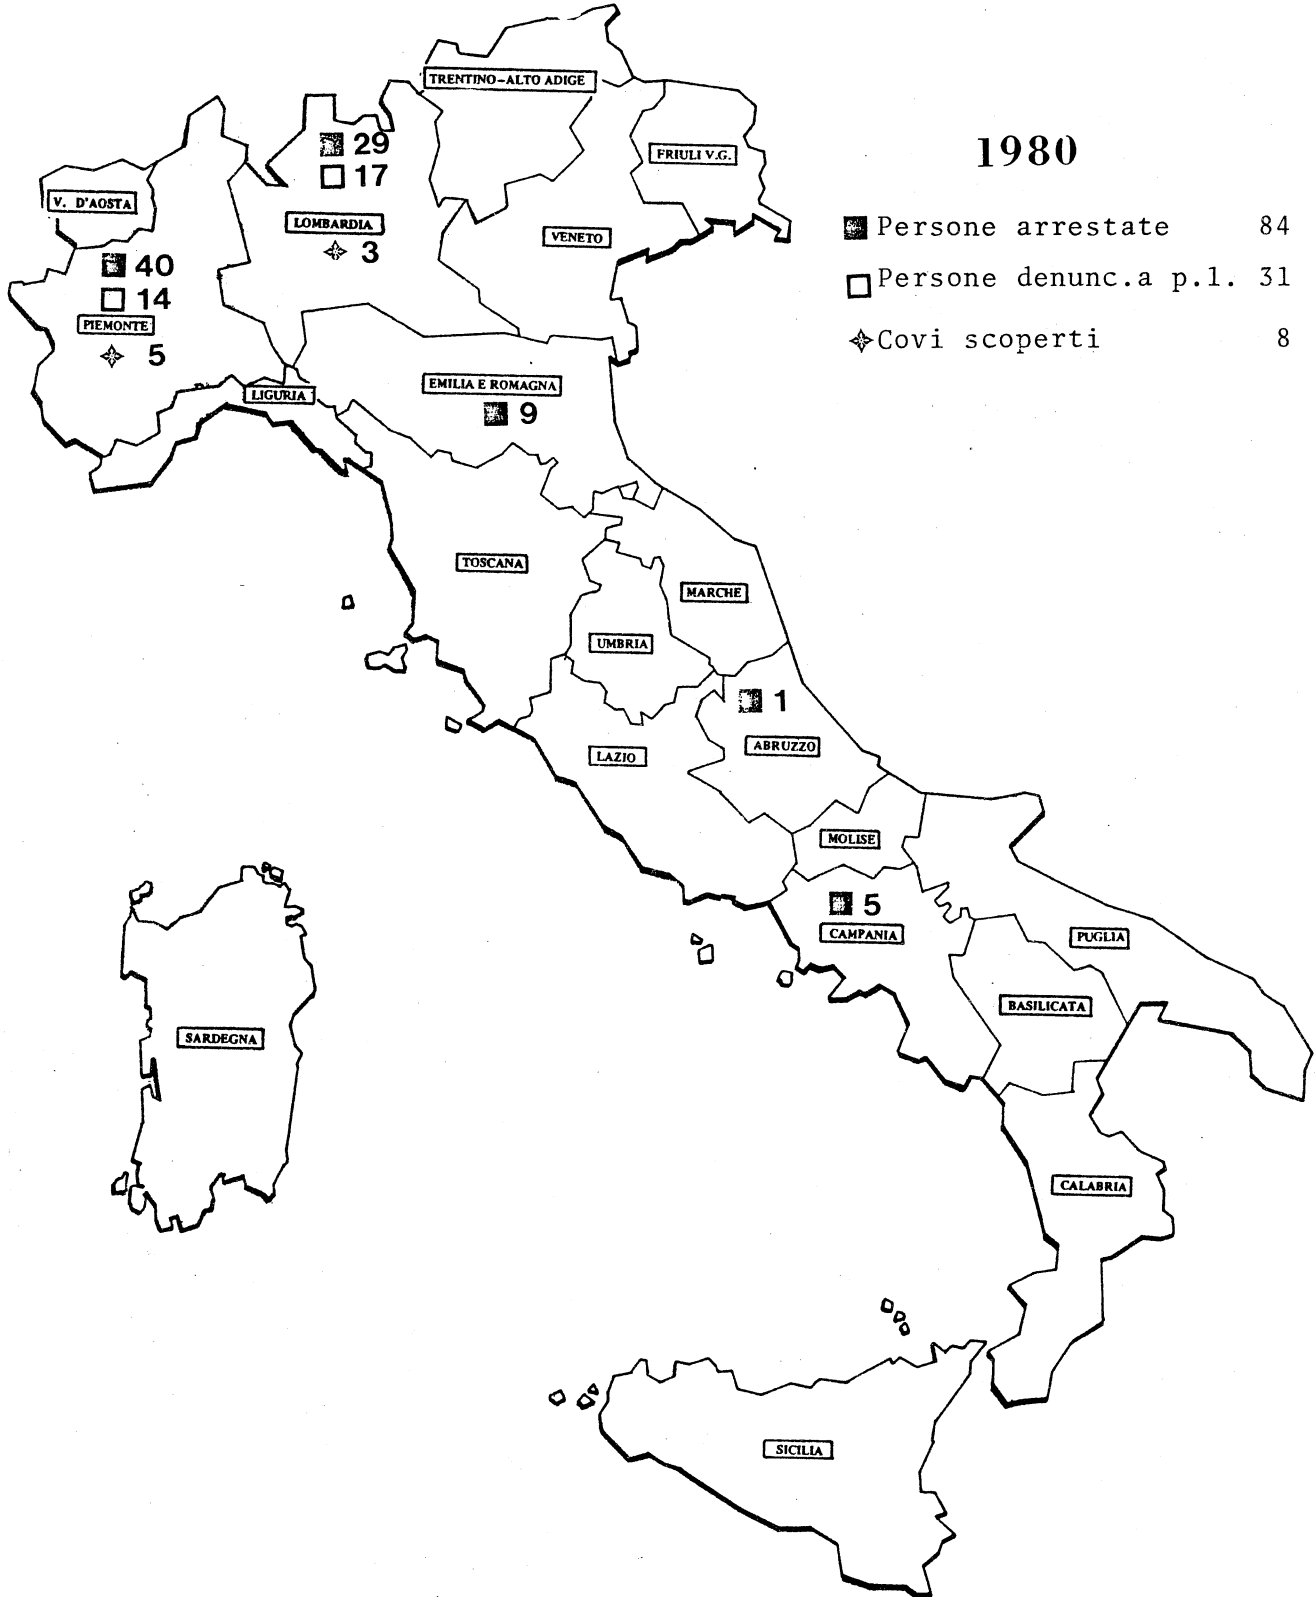 TRENTINO-ALTO ADIGE
1980
29
17
FRIULI V.G.
V. D'AOSTA
LOMBARDIA
3
VENETO
Persone arrestate 84
40
14
Persone denunc.a p.l. 31
PIEMONTE
5
Covi scoperti 8
LIGURIA
EMILIA E ROMAGNA
9
TOSCANA
MARCHE
UMBRIA
1
ABRUZZO
LAZIO
MOLISE
5
CAMPANIA
PUGLIA
BASILICATA
SARDEGNA
CALABRIA
SICILIA